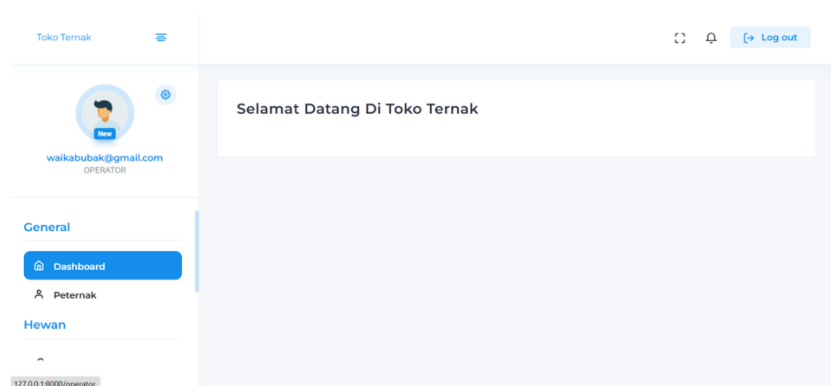 Toko Ternak
Log out
New
waikabubak@gmail.com
OPERATOR
Selamat Datang Di Toko Ternak
General
Dashboard
Peternak
Hewan
127.0.0.1:8000/operator